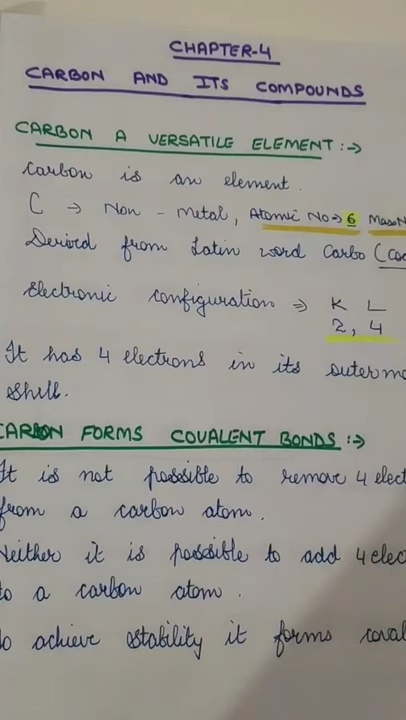 CHAPTER-4
CARBON AND ITS COMPOUNDS
CARBON A VERSATILE ELEMENT :->
Carbon is an element.
C -> Non - Metal, Atomic No -> 6
Derived from Latin word Carbo
Electronic configuration => K L
2, 4
It has 4 electrons in its
shell.
CARBON FORMS COVALENT BONDS :->
It is not possible to remove 4
from a carbon atom.
Neither it is possible to add 4
to a carbon atom.
To achieve stability it forms